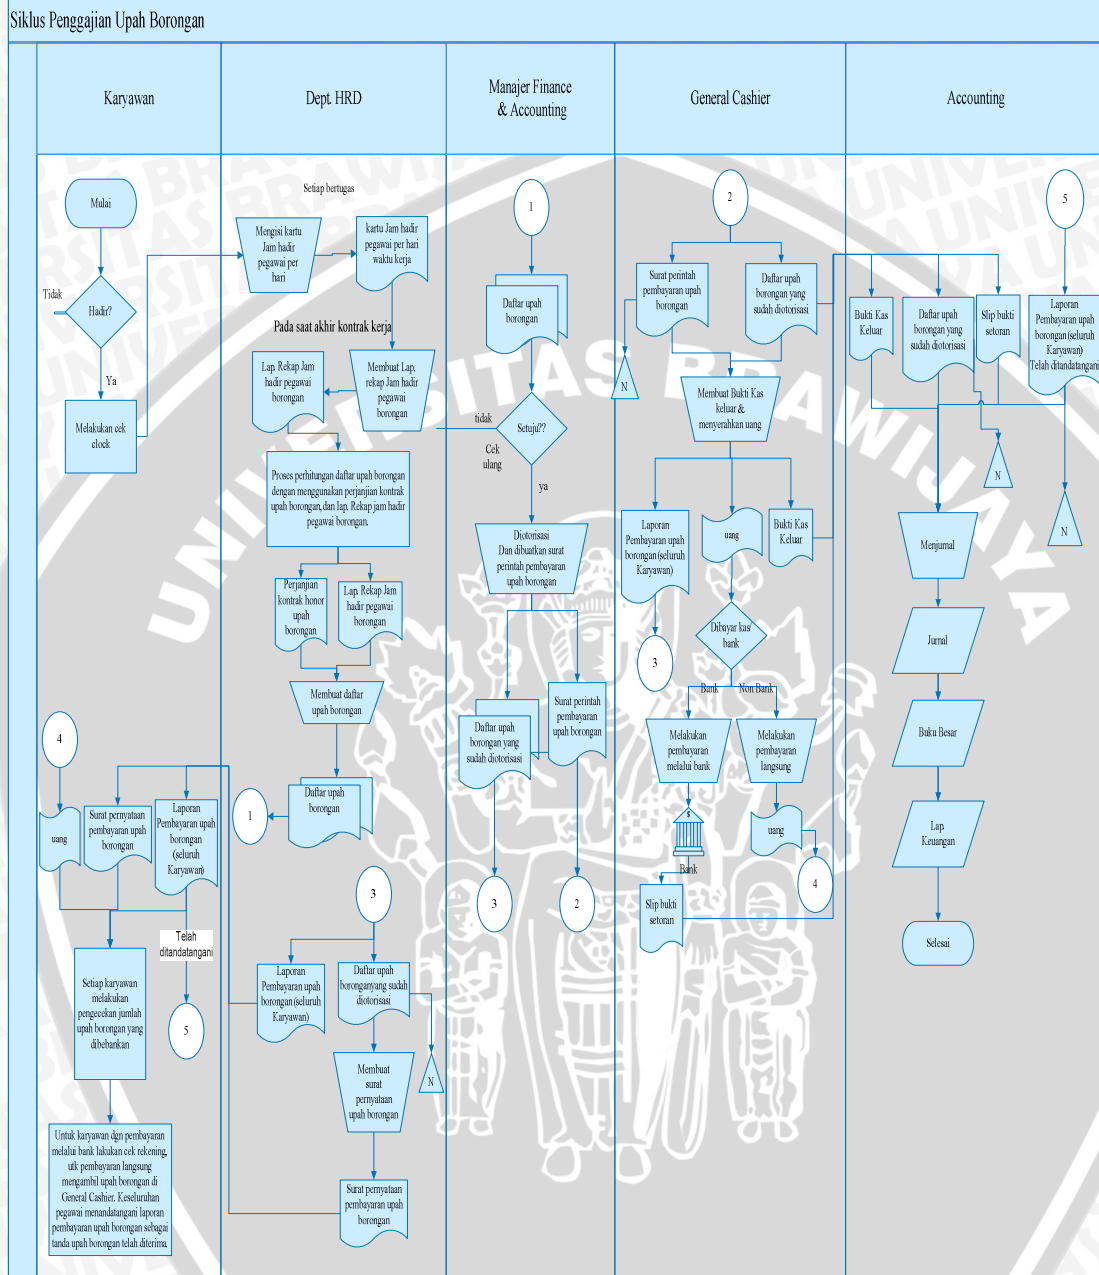 Siklus Penggajian Upah Borongan
Karyawan
Dept. HRD
Manajer Finance
& Accounting
General Cashier
Accounting
Mulai
Hadir?
Tidak
Ya
Melakukan cek
clock
4
uang
Surat pernyataan
pembayaran upah
borongan
Laporan
Pembayaran upah
borongan
(seluruh
Karyawan)
Telah
ditandatangani
5
Setiap karyawan
melakukan
pengecekan jumlah
upah borongan yang
dibebankan
Untuk karyawan dgn pembayaran
melalui bank lakukan cek rekening,
utk pembayaran langsung
mengambil upah borongan di
General Cashier. Keseluruhan
pegawai menandatangani laporan
pembayaran upah borongan sebagai
tanda upah borongan telah diterima.
Setiap bertugas
Mengisi kartu
Jam hadir
pegawai per
hari
kartu Jam hadir
pegawai per hari
waktu kerja
Pada saat akhir kontrak kerja
Lap. Rekap Jam
hadir pegawai
borongan
Membuat Lap.
rekap Jam hadir
pegawai
borongan
Proses perhitungan daftar upah borongan
dengan menggunakan perjanjian kontrak
upah borongan, dan lap. Rekap jam hadir
pegawai borongan.
Perjanjian
kontrak honor
upah
borongan
Lap. Rekap Jam
hadir pegawai
borongan
Membuat daftar
upah borongan
Daftar upah
borongan
1
3
Laporan
Pembayaran upah
borongan (seluruh
Karyawan)
Daftar upah
boronganyang sudah
diotorisasi
N
Membuat
surat
pernyataan
upah borongan
Surat pernyataan
pembayaran upah
borongan
1
Daftar upah
borongan
Setuju??
tidak
Cek
ulang
ya
Diotorisasi
Dan dibuatkan surat
perintah pembayaran
upah borongan
Daftar upah
borongan yang
sudah diotorisasi
Surat perintah
pembayaran
upah borongan
3
2
2
Surat perintah
pembayaran upah
borongan
Daftar upah
borongan yang
sudah diotorisasi
N
Membuat Bukti Kas
keluar &
menyerahkan uang
Laporan
Pembayaran upah
borongan (seluruh
Karyawan)
uang
Bukti Kas
Keluar
3
Dibayar kas/
bank
Bank
Non Bank
Melakukan
pembayaran
melalui bank
Melakukan
pembayaran
langsung
$
Bank
uang
4
Slip bukti
setoran
5
Bukti Kas
Keluar
Daftar upah
borongan yang
sudah diotorisasi
Slip bukti
setoran
Laporan
Pembayaran upah
borongan (seluruh
Karyawan)
Telah ditandatangani
N
N
Menjurnal
Jurnal
Buku Besar
Lap.
Keuangan
Selesai
UNIVERSITAS BRAWIJAYA